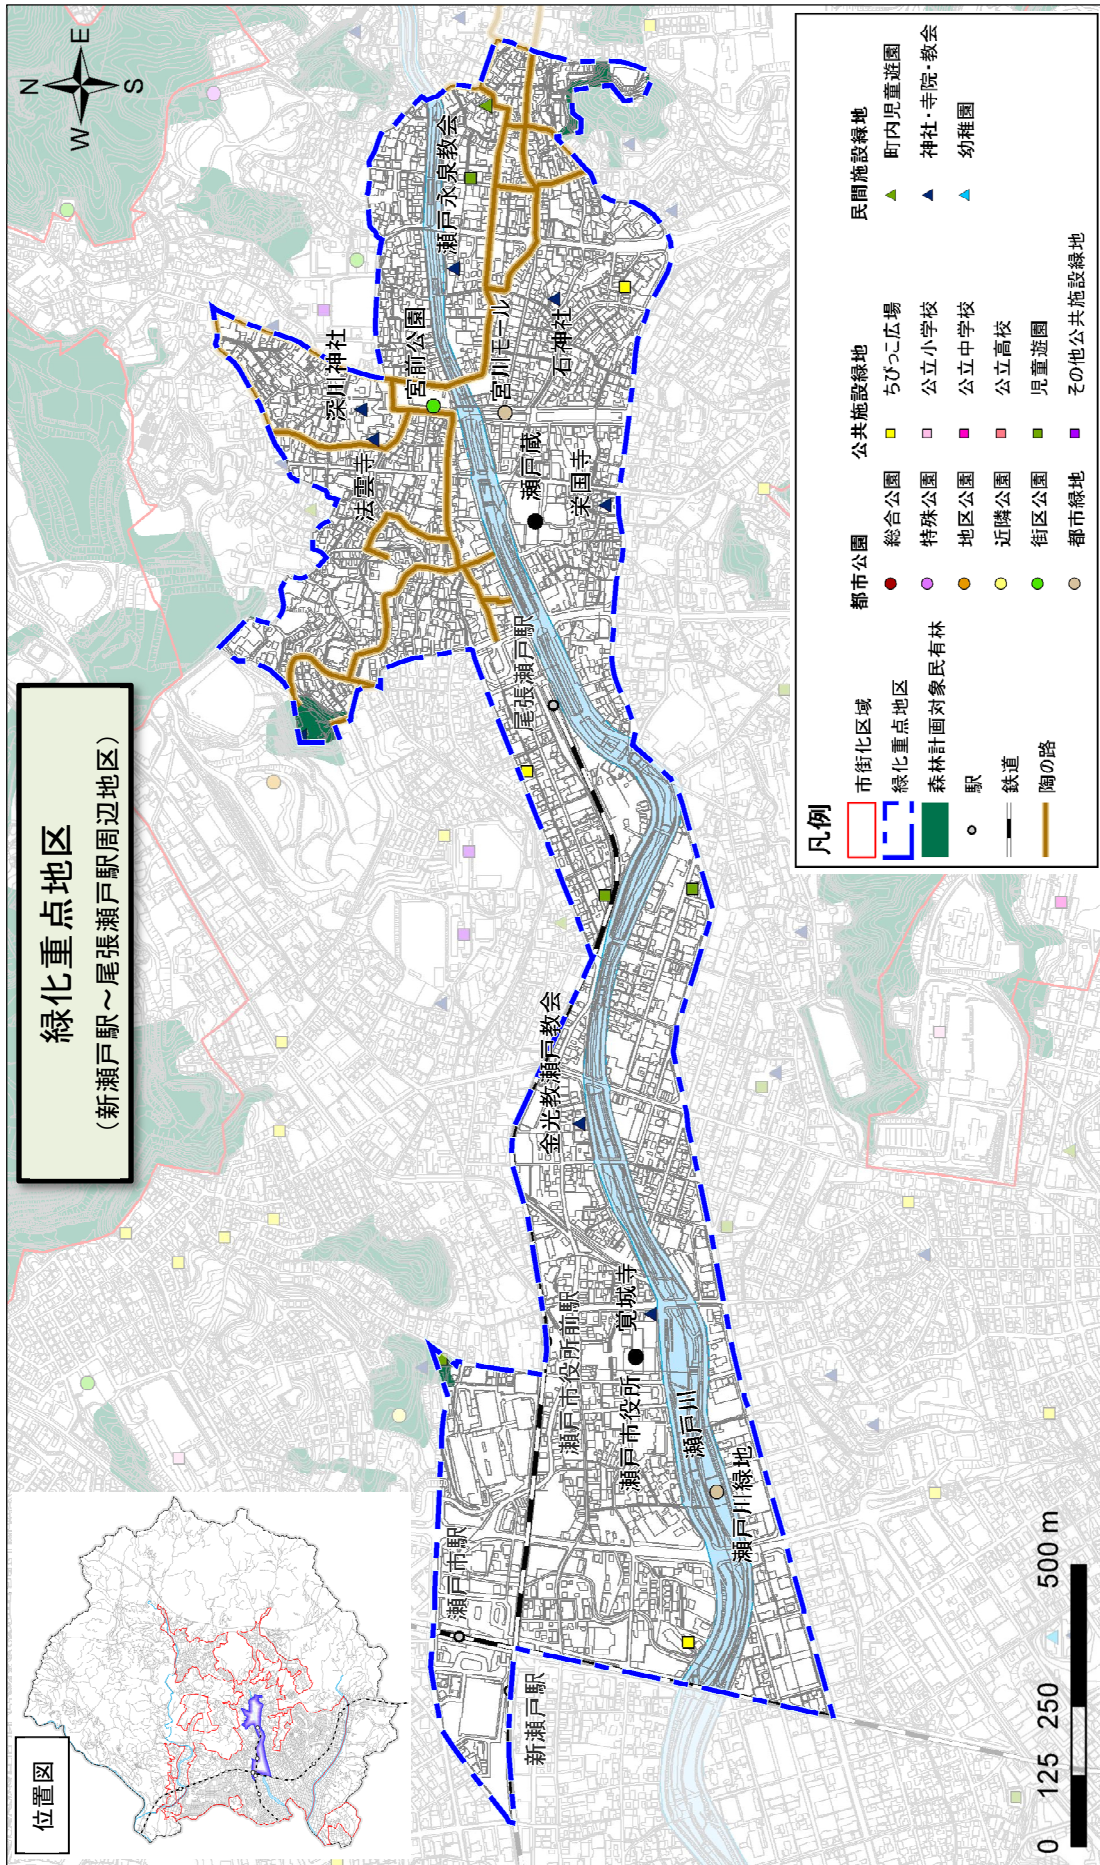 緑化重点地区
(新瀬戸駅～尾張瀬戸駅周辺地区)
位置図
N
E
S
W
深川神社
法雲寺
宮前公園
瀬戸永泉教会
宮川モール
石神社
瀬戸蔵
栄国寺
尾張瀬戸駅
金光教瀬戸教会
瀬戸市役所前駅
覚城寺
瀬戸市役所
瀬戸川
瀬戸川緑地
瀬戸市駅
新瀬戸駅
0 125 250 500 m
凡例
市街化区域
緑化重点地区
森林計画対象民有林
駅
鉄道
陶の路
都市公園
総合公園
特殊公園
地区公園
近隣公園
街区公園
都市緑地
公共施設緑地
ちびっこ広場
公立小学校
公立中学校
公立高校
児童遊園
その他公共施設緑地
民間施設緑地
町内児童遊園
神社・寺院・教会
幼稚園